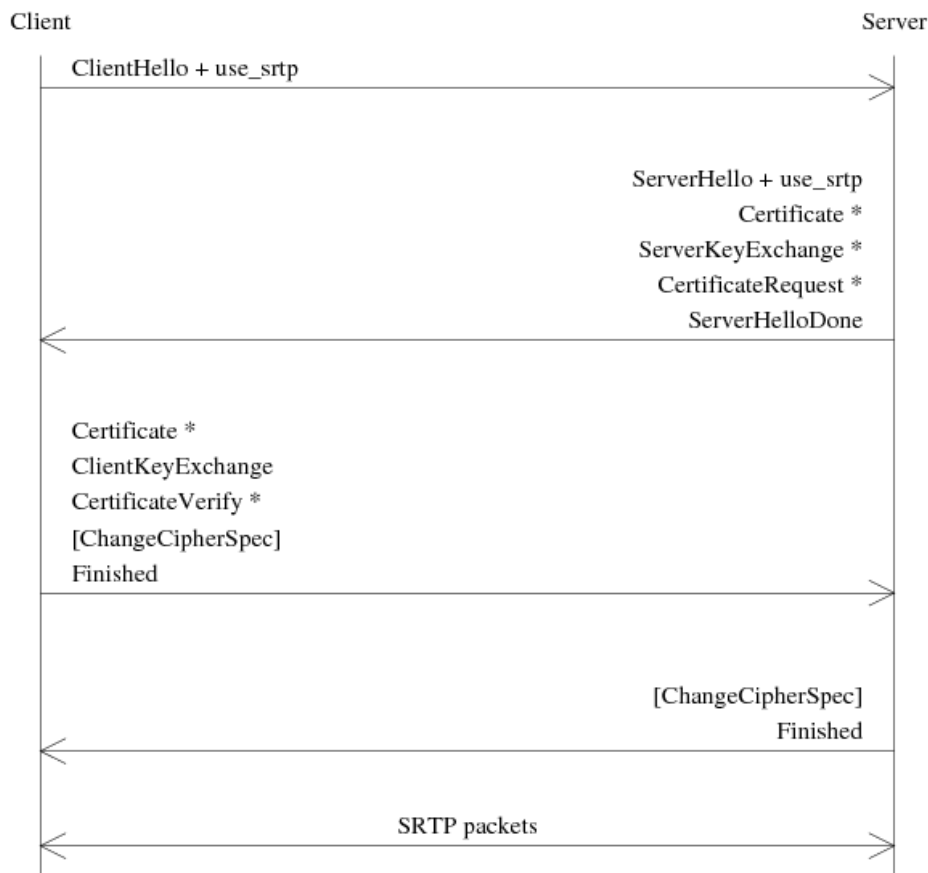 Client
Server
ClientHello + use_srtp
ServerHello + use_srtp
Certificate *
ServerKeyExchange *
CertificateRequest *
ServerHelloDone
Certificate *
ClientKeyExchange
CertificateVerify *
[ChangeCipherSpec]
Finished
[ChangeCipherSpec]
Finished
SRTP packets